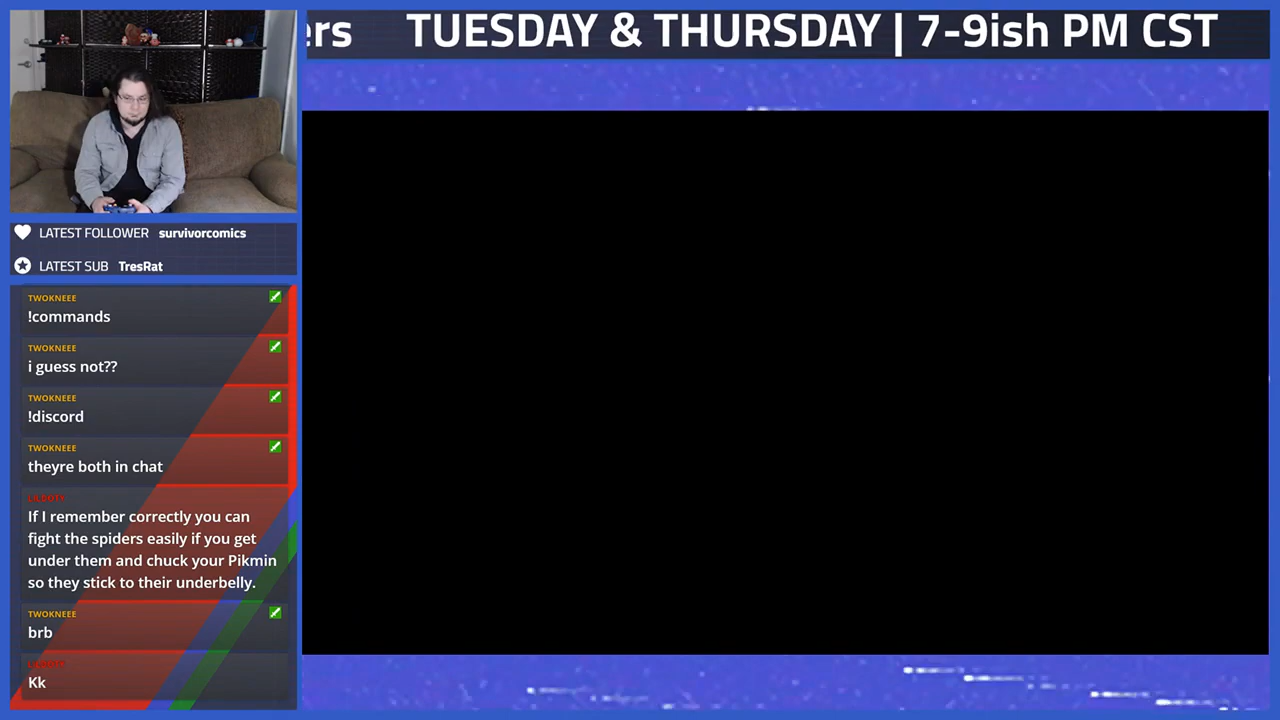 ers TUESDAY & THURSDAY | 7-9ish PM CST
LATEST FOLLOWER survivorcomics
LATEST SUB TresRat
TWOKNEEE
!commands
TWOKNEEE
i guess not??
TWOKNEEE
!discord
TWOKNEEE
theyre both in chat
If I remember correctly you can
fight the spiders easily if you get
under them and chuck your Pikmin
so they stick to their underbelly.
TWOKNEEE
brb
Kk